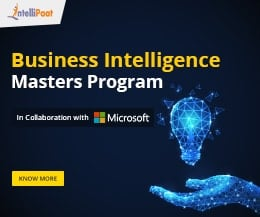 intelliPaat
Business Intelligence
Masters Program
In Collaboration with Microsoft
KNOW MORE